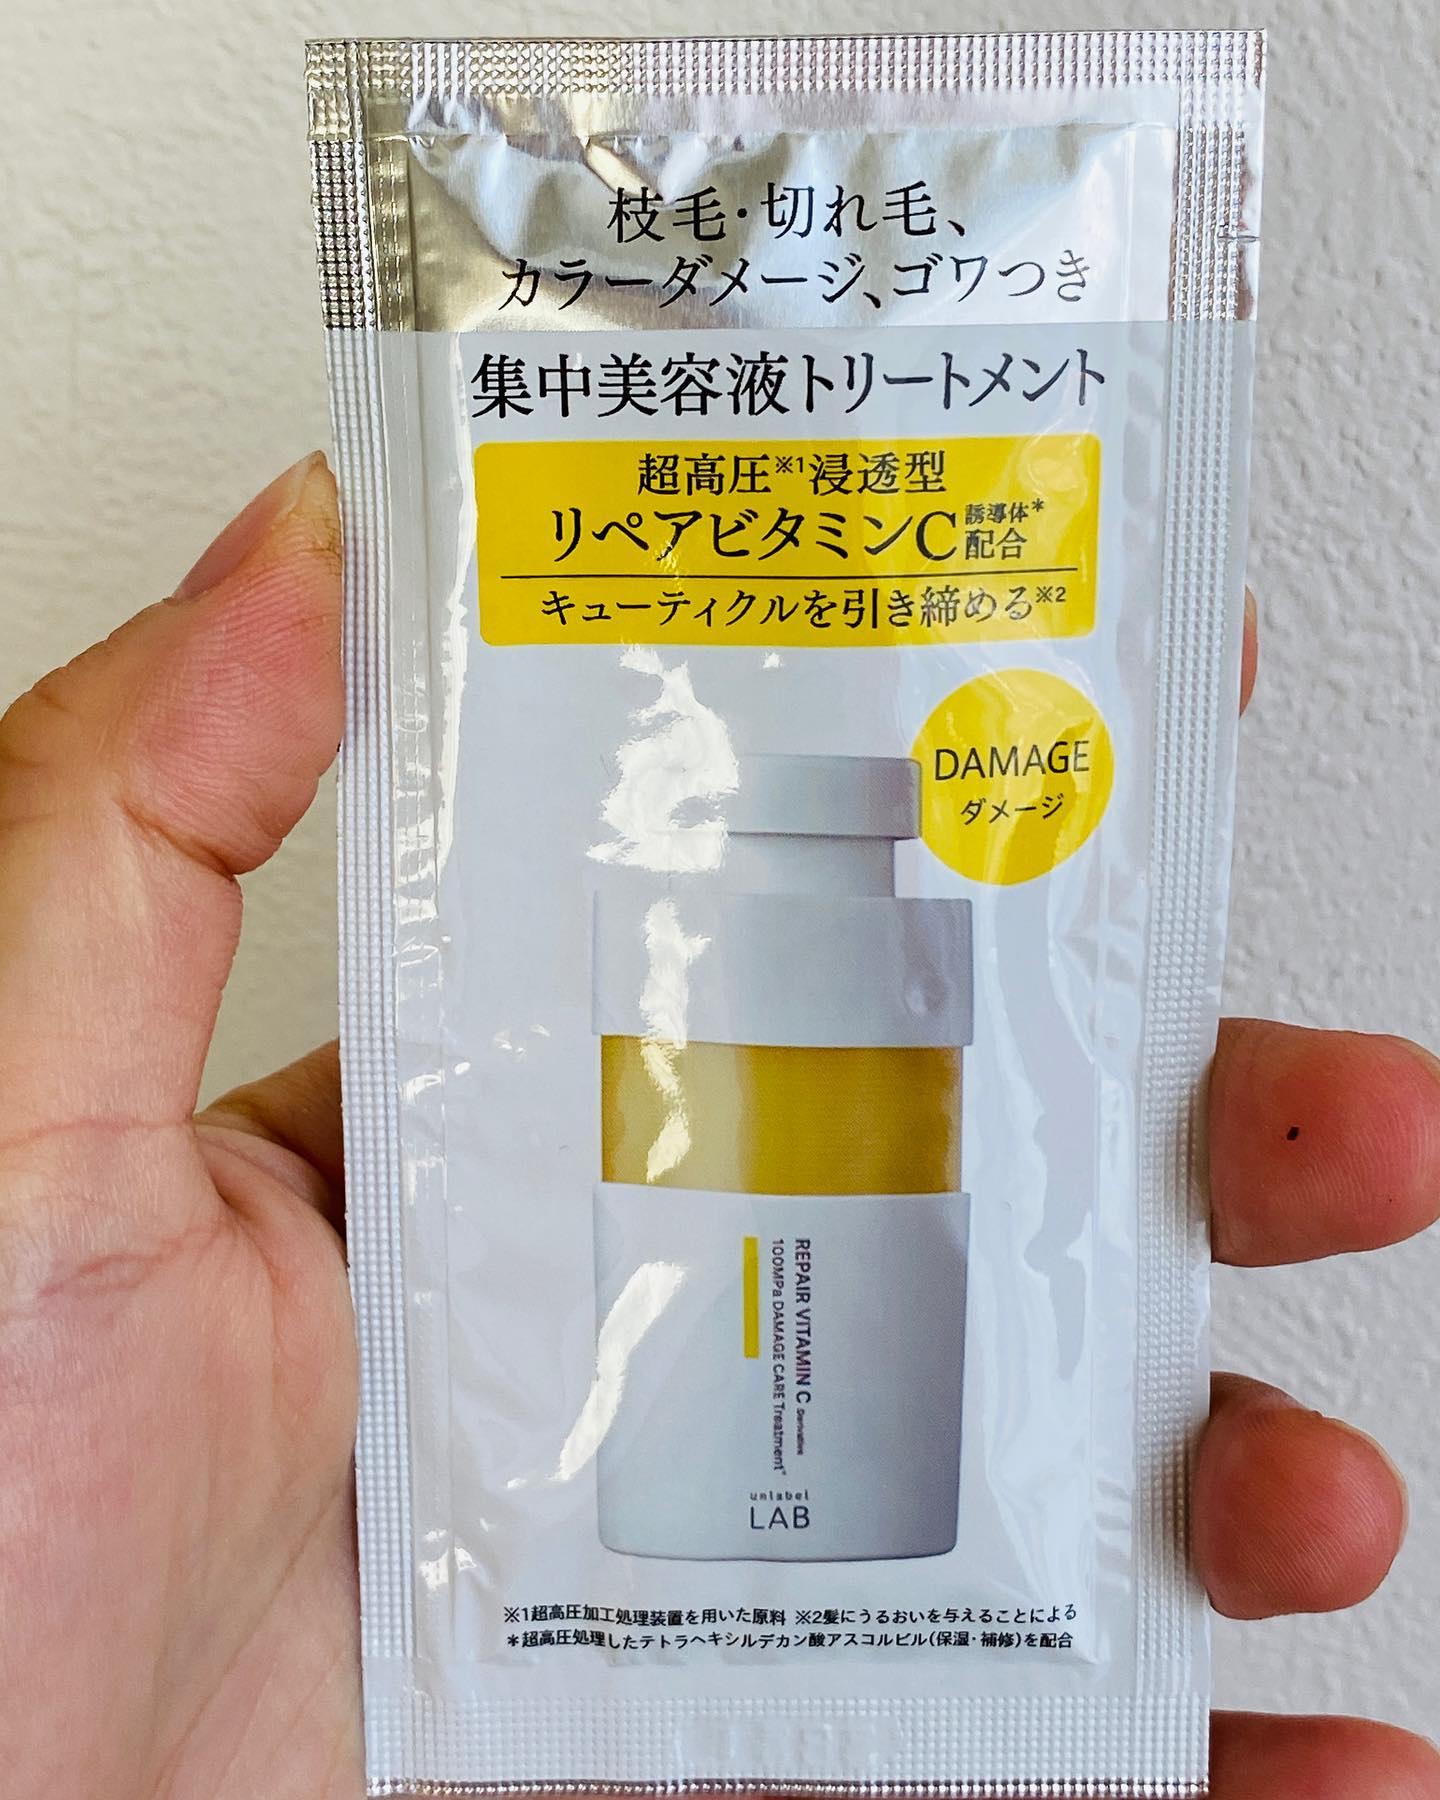 枝毛・切れ毛、
カラーダメージ、ゴワつき
集中美容液トリートメント
超高圧※1浸透型
リペアビタミンC誘導体*配合
キューティクルを引き締める※2
DAMAGE
ダメージ
REPAIR VITAMIN C Derivative
100MPa DAMAGE CARE Treatment*
unlabel
LAB
※1超高圧加工処理装置を用いた原料 ※2髪にうるおいを与えることによる
*超高圧処理したテトラヘキシルデカン酸アスコルビル(保湿・補修)を配合